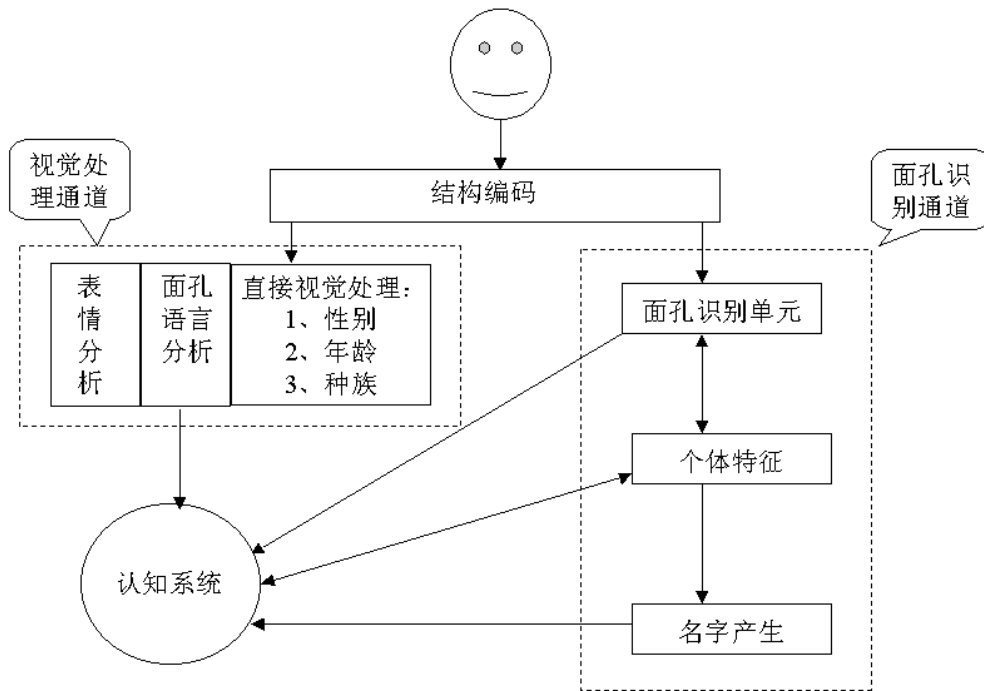 结构编码
视觉处
理通道
面孔识
别通道
表
情
分
析
面孔
语言
分析
直接视觉处理：
1、性别
2、年龄
3、种族
面孔识别单元
个体特征
认知系统
名字产生